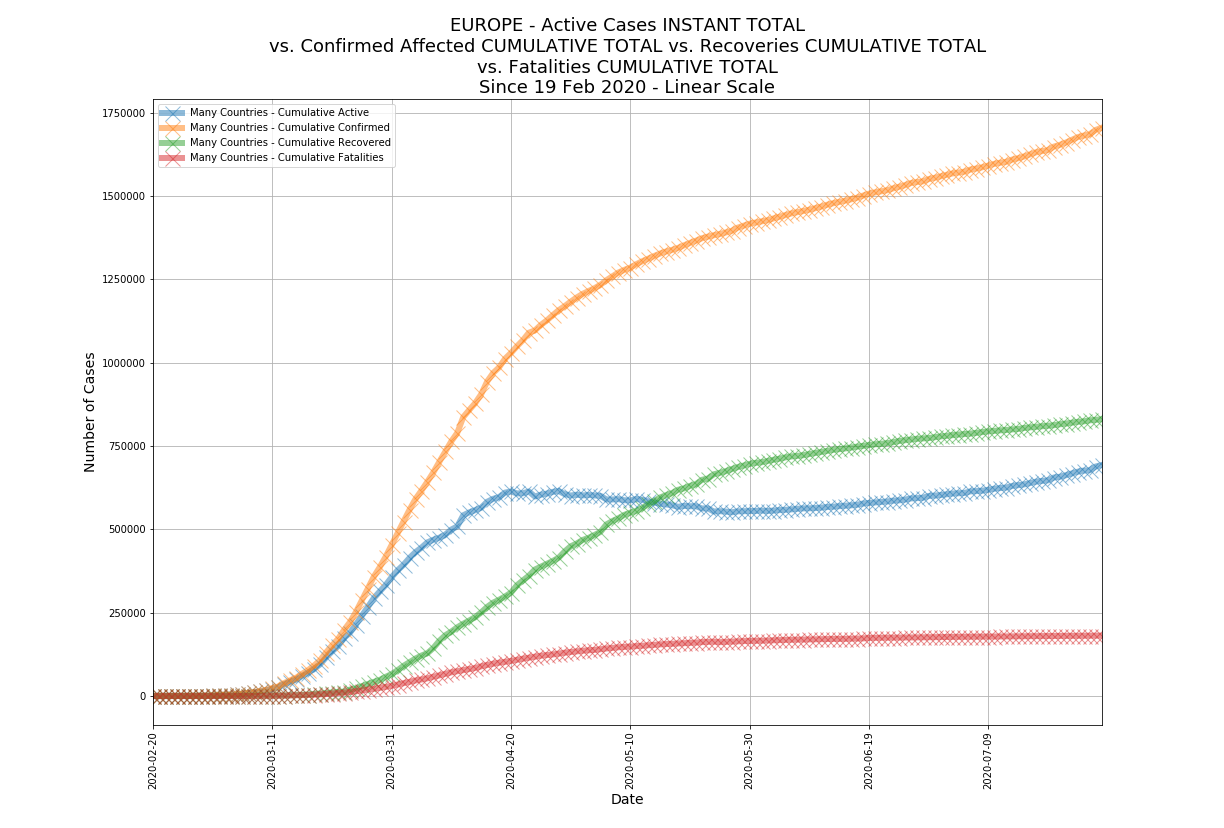 EUROPE - Active Cases INSTANT TOTAL
vs. Confirmed Affected CUMULATIVE TOTAL vs. Recoveries CUMULATIVE TOTAL
vs. Fatalities CUMULATIVE TOTAL
Since 19 Feb 2020 - Linear Scale
Many Countries - Cumulative Active
Many Countries - Cumulative Confirmed
Many Countries - Cumulative Recovered
Many Countries - Cumulative Fatalities
Number of Cases
1750000
1500000
1250000
1000000
750000
500000
250000
0
2020-02-20
2020-03-11
2020-03-31
2020-04-20
2020-05-10
2020-05-30
2020-06-19
2020-07-09
Date